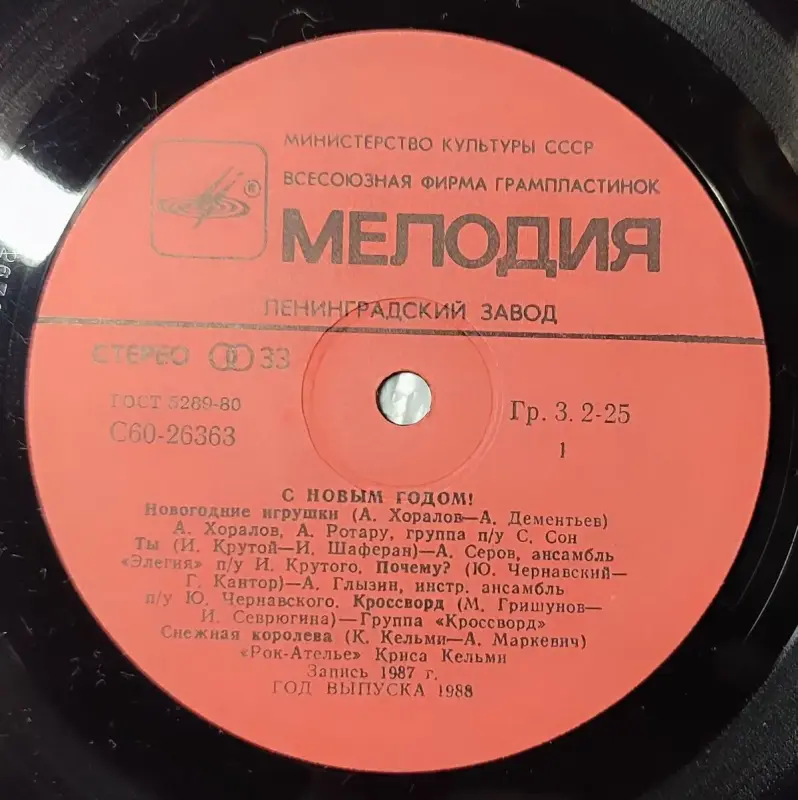 МИНИСТЕРСТВО КУЛЬТУРЫ СССР
ВСЕСОЮЗНАЯ ФИРМА ГРАМПЛАСТИНОК
МЕЛОДИЯ
®
ЛЕНИНГРАДСКИЙ ЗАВОД
СТЕРЕО 33
ГОСТ 5289-80
С60-26363
Гр. 3. 2-25
1
С НОВЫМ ГОДОМ!
Новогодние игрушки (А. Хоралов—А. Дементьев)
А. Хоралов, А. Ротару, группа п/у С. Сон
Ты (И. Крутой—И. Шаферан)—А. Серов, ансамбль
«Элегия» п/у И. Крутого. Почему? (Ю. Чернавский—
Г. Кантор)—А. Глызин, инстр. ансамбль
п/у Ю. Чернавского. Кроссворд (М. Гришунов—
И. Севрюгина)—Группа «Кроссворд»
Снежная королева (К. Кельми—А. Маркевич)
«Рок-Ателье» Криса Кельми
Запись 1987 г.
ГОД ВЫПУСКА 1988